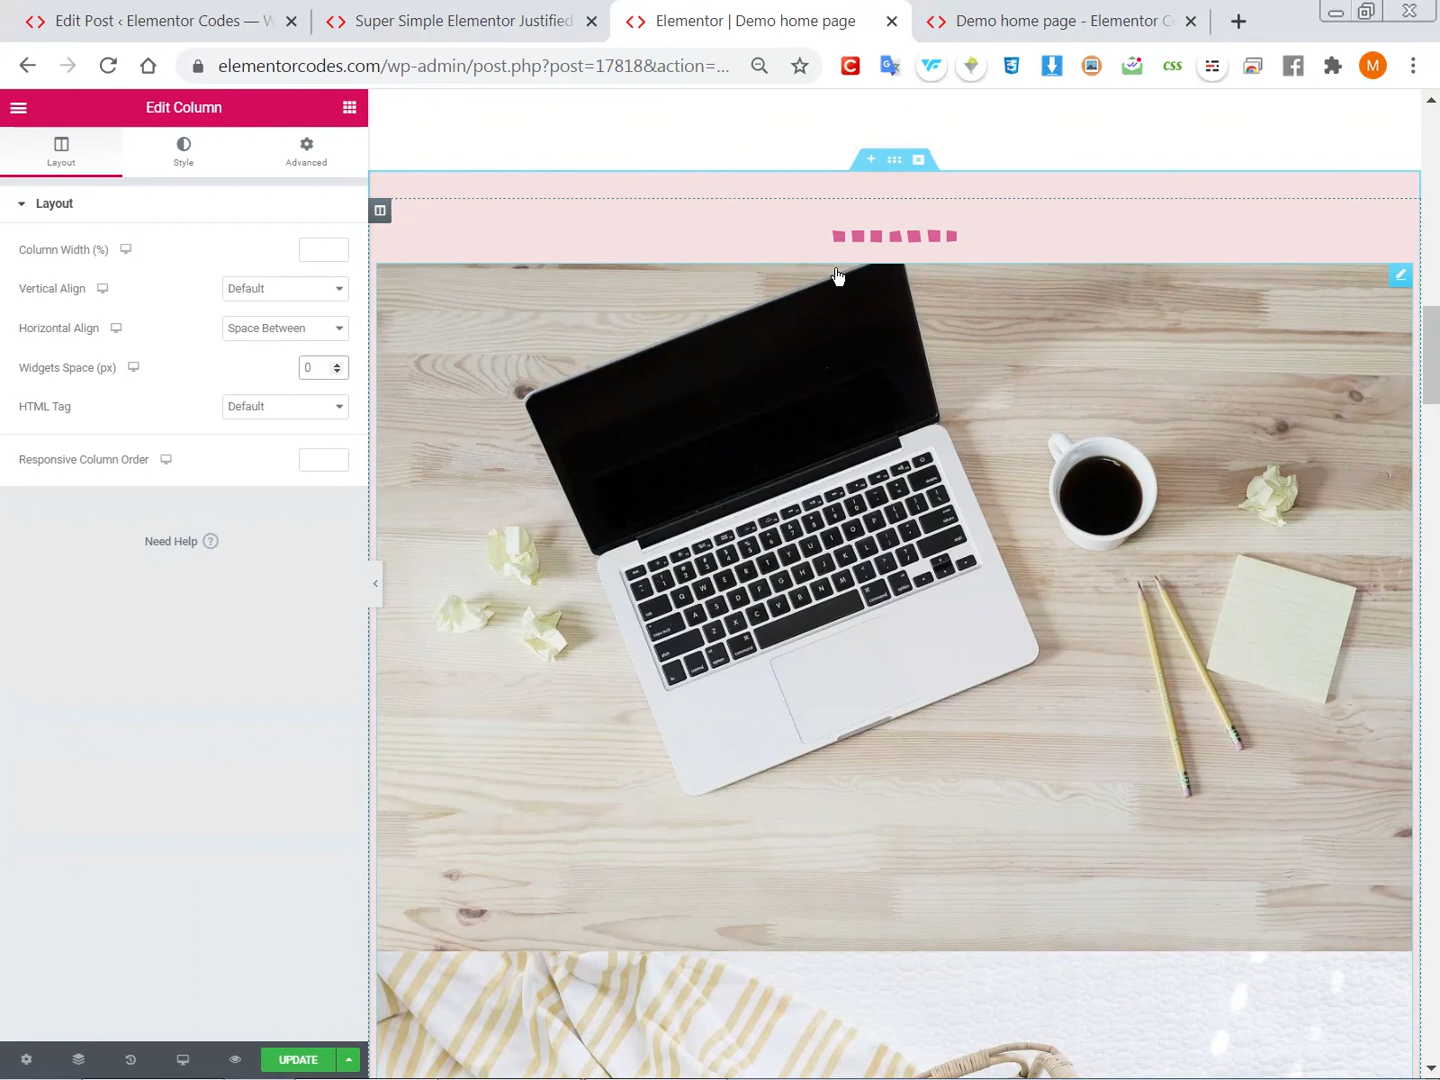 Edit Post ‹ Elementor Codes — W
Super Simple Elementor Justified
Elementor | Demo home page
Demo home page - Elementor C
elementorcodes.com/wp-admin/post.php?post=17818&action=...
css
M
Edit Column
Layout
Style
Advanced
Layout
Column Width (%)
Vertical Align
Default
Horizontal Align
Space Between
Widgets Space (px)
0
HTML Tag
Default
Responsive Column Order
Need Help ?
UPDATE